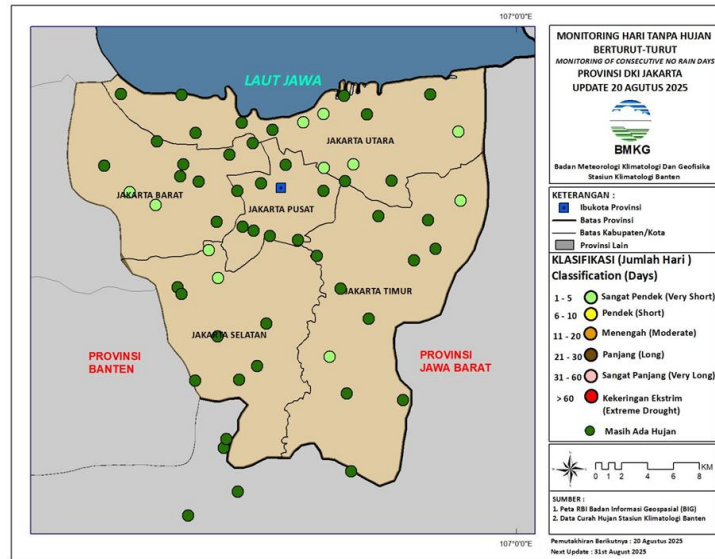 107°0'0"E
MONITORING HARI TANPA HUJAN
BERTURUT-TURUT
MONITORING OF CONSECUTIVE NO RAIN DAYS
PROVINSI DKI JAKARTA
UPDATE 20 AGUTUS 2025
BMKG
Badan Meteorologi Klimatologi Dan Geofisika
Stasiun Klimatologi Banten
LAUT JAWA
JAKARTA UTARA
JAKARTA BARAT
JAKARTA PUSAT
JAKARTA TIMUR
JAKARTA SELATAN
PROVINSI
BANTEN
PROVINSI
JAWA BARAT
KETERANGAN :
Ibukota Provinsi
Batas Provinsi
Batas Kabupaten/Kota
Provinsi Lain
KLASIFIKASI (Jumlah Hari )
Classification (Days)
1 - 5 Sangat Pendek (Very Short)
6 - 10 Pendek (Short)
11 - 20 Menengah (Moderate)
21 - 30 Panjang (Long)
31 - 60 Sangat Panjang (Very Long)
> 60 Kekeringan Ekstrim
(Extreme Drought)
Masih Ada Hujan
KM
0 1 2 4 6 8
SUMBER :
1. Peta RBI Badan Informasi Geospasial (BIG)
2. Data Curah Hujan Stasiun Klimatologi Banten
107°0'0"E
Pemutakhiran Berikutnya : 20 Agustus 2025
Next Update : 31st August 2025